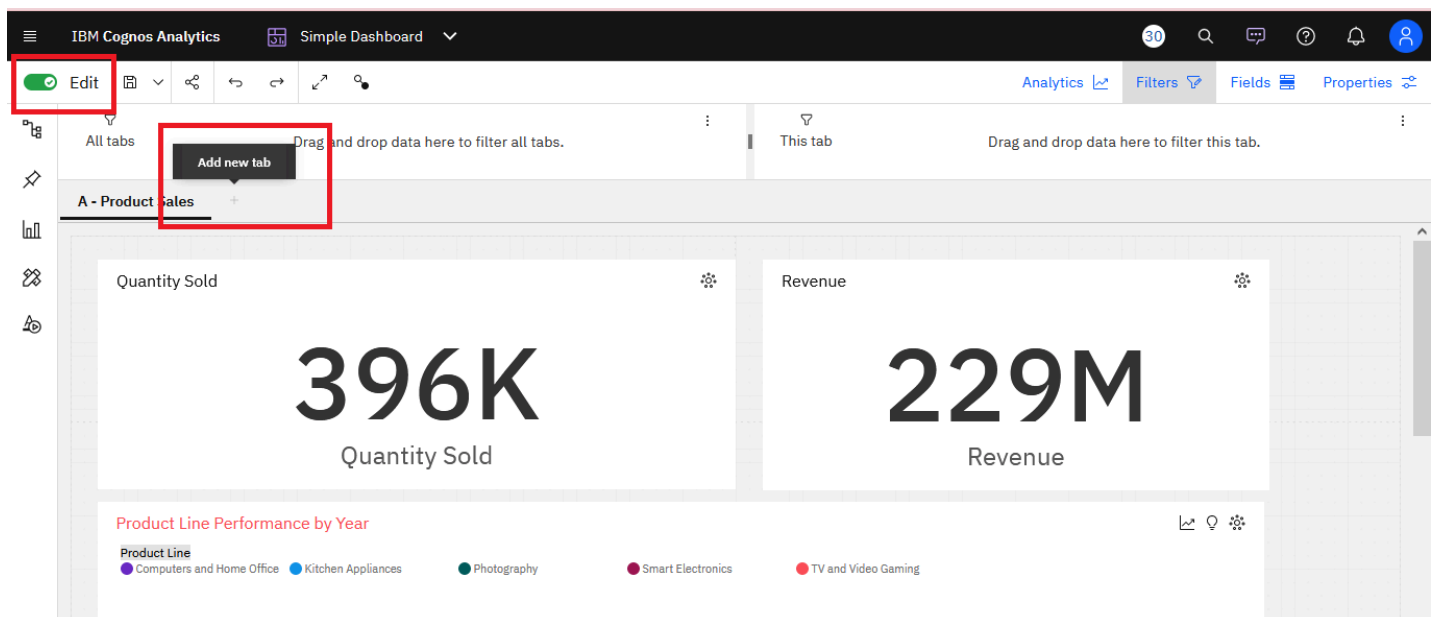 IBM Cognos Analytics
Simple Dashboard
30
Edit
Analytics
Filters
Fields
Properties
All tabs
Drag and drop data here to filter all tabs.
This tab
Drag and drop data here to filter this tab.
Add new tab
A - Product Sales
+
Quantity Sold
Revenue
396K
229M
Quantity Sold
Revenue
Product Line Performance by Year
Product Line
Computers and Home Office
Kitchen Appliances
Photography
Smart Electronics
TV and Video Gaming